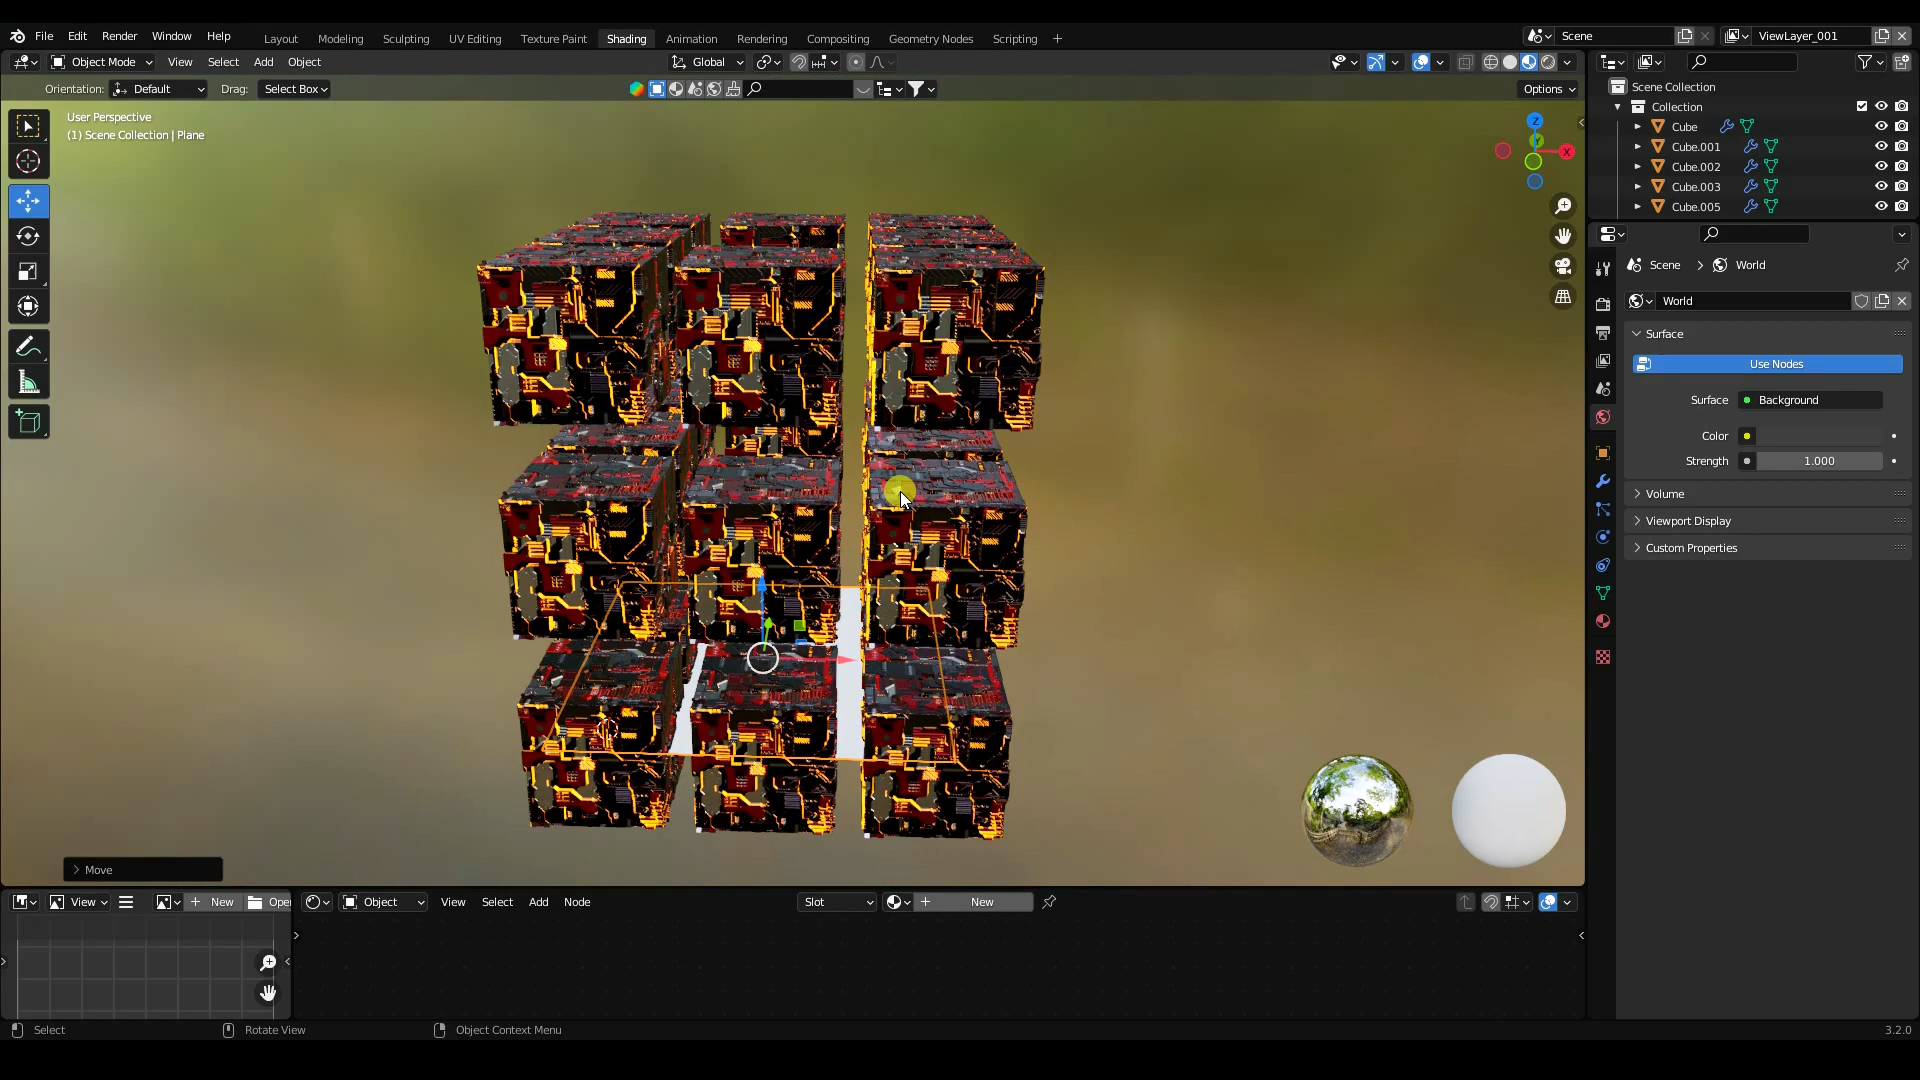 File Edit Render Window Help Layout Modeling Sculpting UV Editing Texture Paint Shading Animation Rendering Compositing Geometry Nodes Scripting + Scene ViewLayer_001
Object Mode View Select Add Object Global
Orientation: Default Drag: Select Box Options
User Perspective
(1) Scene Collection | Plane
Z
Y
X
Move
Scene Collection
Collection
Cube
Cube.001
Cube.002
Cube.003
Cube.005
Scene > World
World
Surface
Use Nodes
Surface Background
Color
Strength 1.000
Volume
Viewport Display
Custom Properties
View + New Open Object View Select Add Node Slot + New
Select Rotate View Object Context Menu 3.2.0